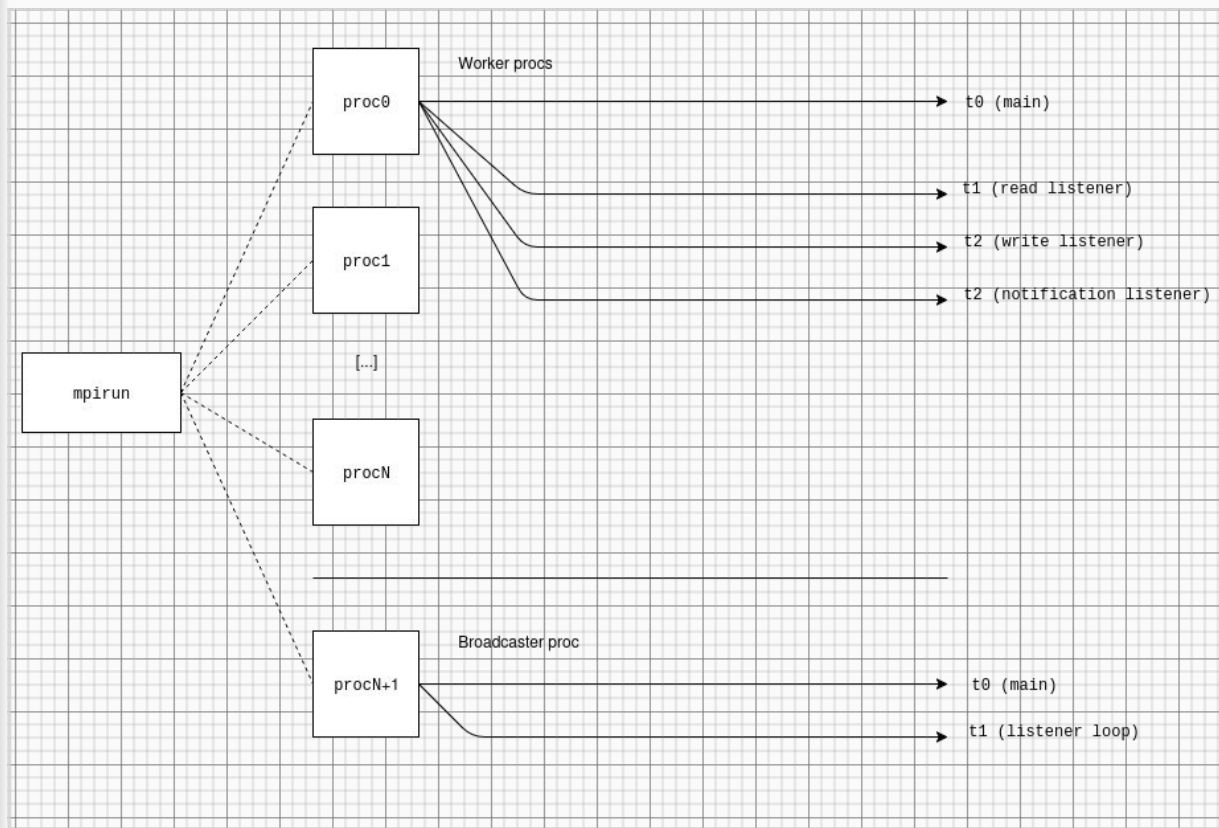 Worker procs
proc0
t0 (main)
t1 (read listener)
t2 (write listener)
proc1
t2 (notification listener)
[...]
mpirun
procN
Broadcaster proc
procN+1
t0 (main)
t1 (listener loop)